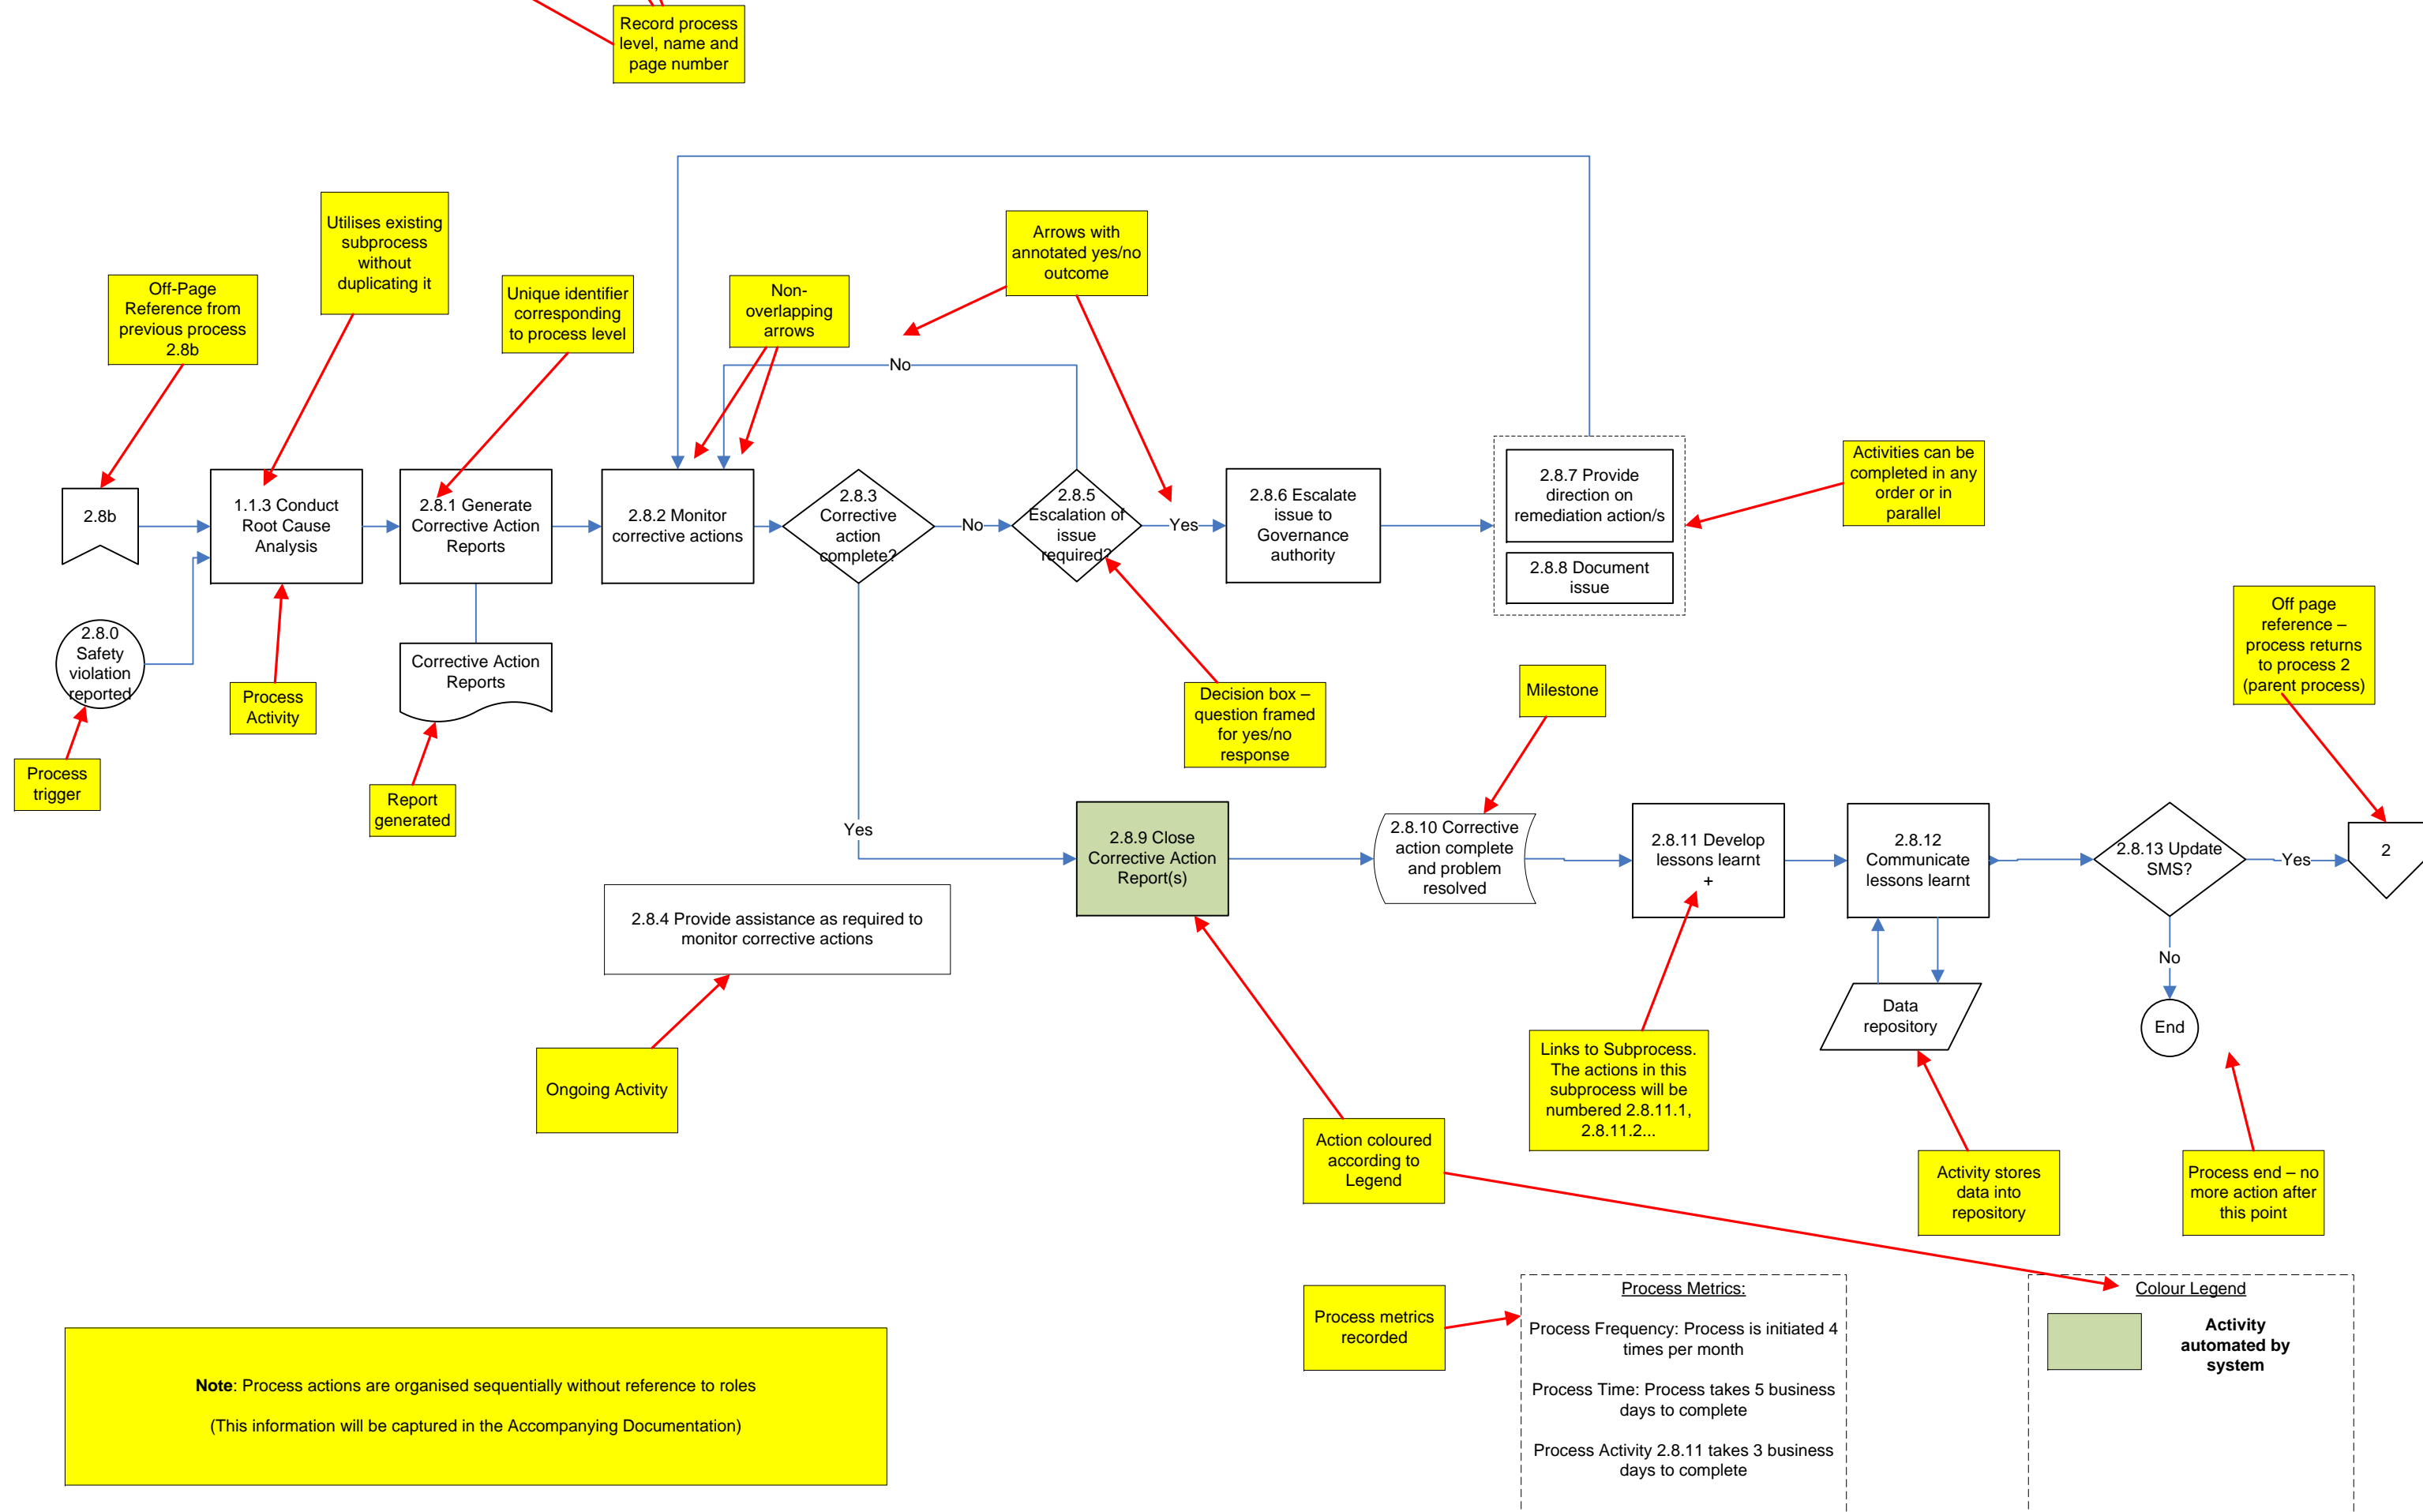 Record process
level, name and
page number
Utilises existing
subprocess
without
duplicating it
Arrows with
annotated yes/no
outcome
Off-Page
Reference from
previous process
2.8b
Unique identifier
corresponding
to process level
Non-
overlapping
arrows
No
Activities can be
completed in any
order or in
parallel
2.8b
1.1.3 Conduct
Root Cause
Analysis
2.8.1 Generate
Corrective Action
Reports
2.8.2 Monitor
corrective actions
2.8.3
Corrective
action
complete?
No
2.8.5
Escalation of
issue
required?
Yes
2.8.6 Escalate
issue to
Governance
authority
2.8.7 Provide
direction on
remediation action/s
2.8.8 Document
issue
2.8.0
Safety
violation
reported
Corrective Action
Reports
Process
Activity
Process
trigger
Report
generated
Decision box –
question framed
for yes/no
response
Milestone
Off page
reference –
process returns
to process 2
(parent process)
Yes
2.8.9 Close
Corrective Action
Report(s)
2.8.10 Corrective
action complete
and problem
resolved
2.8.11 Develop
lessons learnt
+
2.8.12
Communicate
lessons learnt
2.8.13 Update
SMS?
Yes
2
2.8.4 Provide assistance as required to
monitor corrective actions
No
Data
repository
End
Ongoing Activity
Links to Subprocess.
The actions in this
subprocess will be
numbered 2.8.11.1,
2.8.11.2...
Action coloured
according to
Legend
Activity stores
data into
repository
Process end – no
more action after
this point
Process metrics
recorded
Process Metrics:
Process Frequency: Process is initiated 4
times per month
Process Time: Process takes 5 business
days to complete
Process Activity 2.8.11 takes 3 business
days to complete
Colour Legend
Activity
automated by
system
Note: Process actions are organised sequentially without reference to roles
(This information will be captured in the Accompanying Documentation)